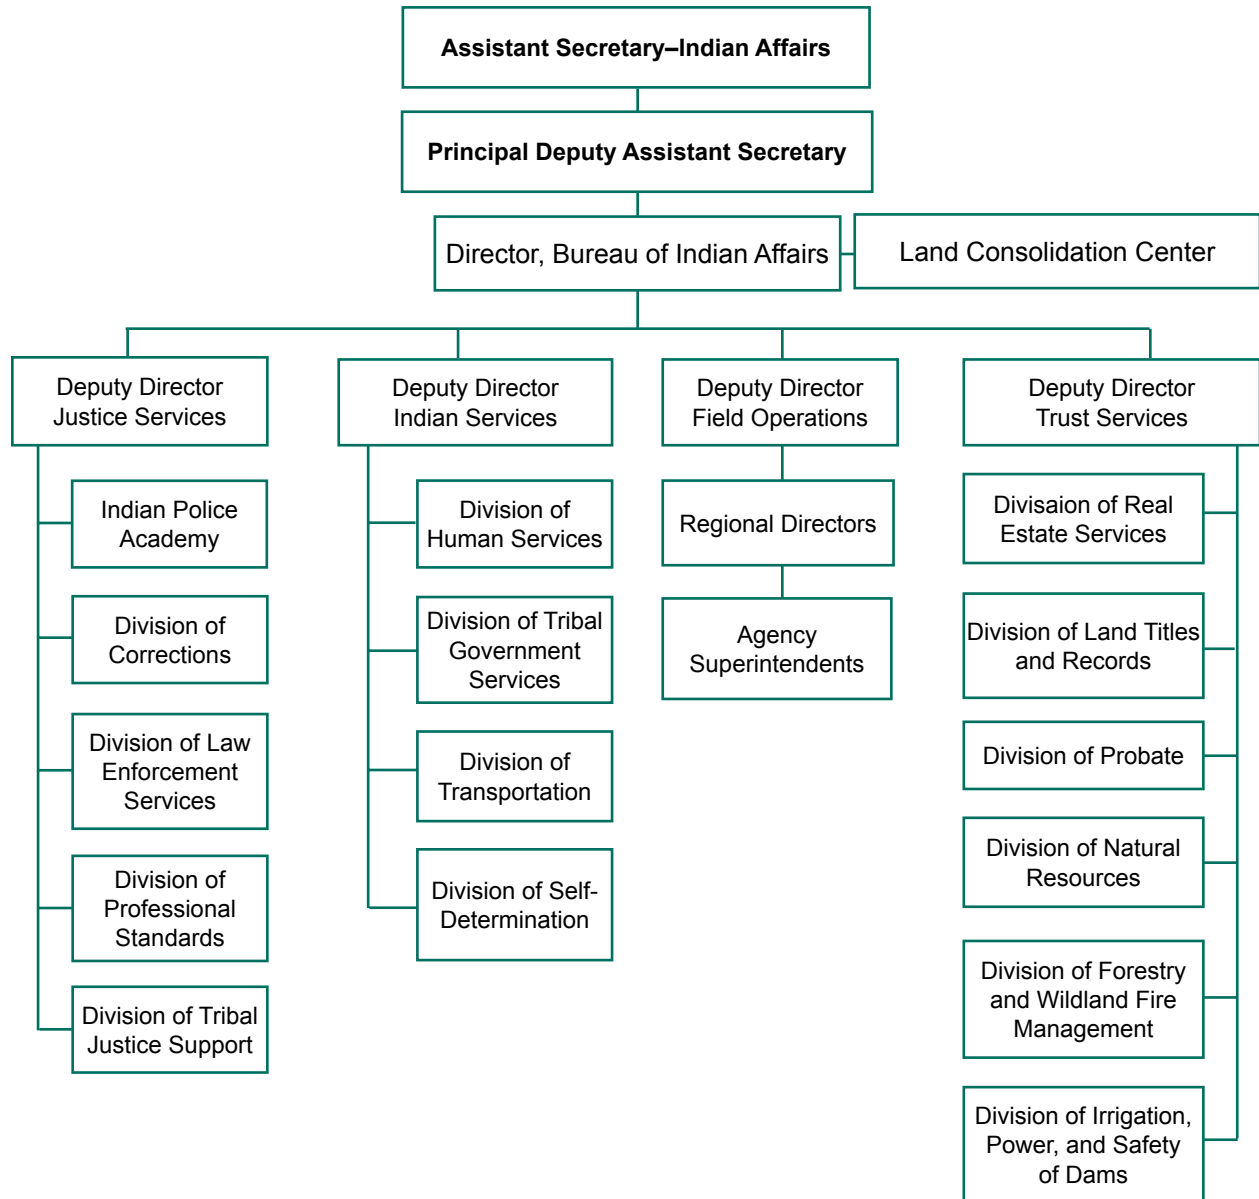 Assistant Secretary–Indian Affairs
Principal Deputy Assistant Secretary
Director, Bureau of Indian Affairs
Land Consolidation Center
Deputy Director
Justice Services
Indian Police
Academy
Division of
Corrections
Division of Law
Enforcement
Services
Division of
Professional
Standards
Division of Tribal
Justice Support
Deputy Director
Indian Services
Division of
Human Services
Division of Tribal
Government
Services
Division of
Transportation
Division of Self-
Determination
Deputy Director
Field Operations
Regional Directors
Agency
Superintendents
Deputy Director
Trust Services
Divisaion of Real
Estate Services
Division of Land Titles
and Records
Division of Probate
Division of Natural
Resources
Division of Forestry
and Wildland Fire
Management
Division of Irrigation,
Power, and Safety
of Dams